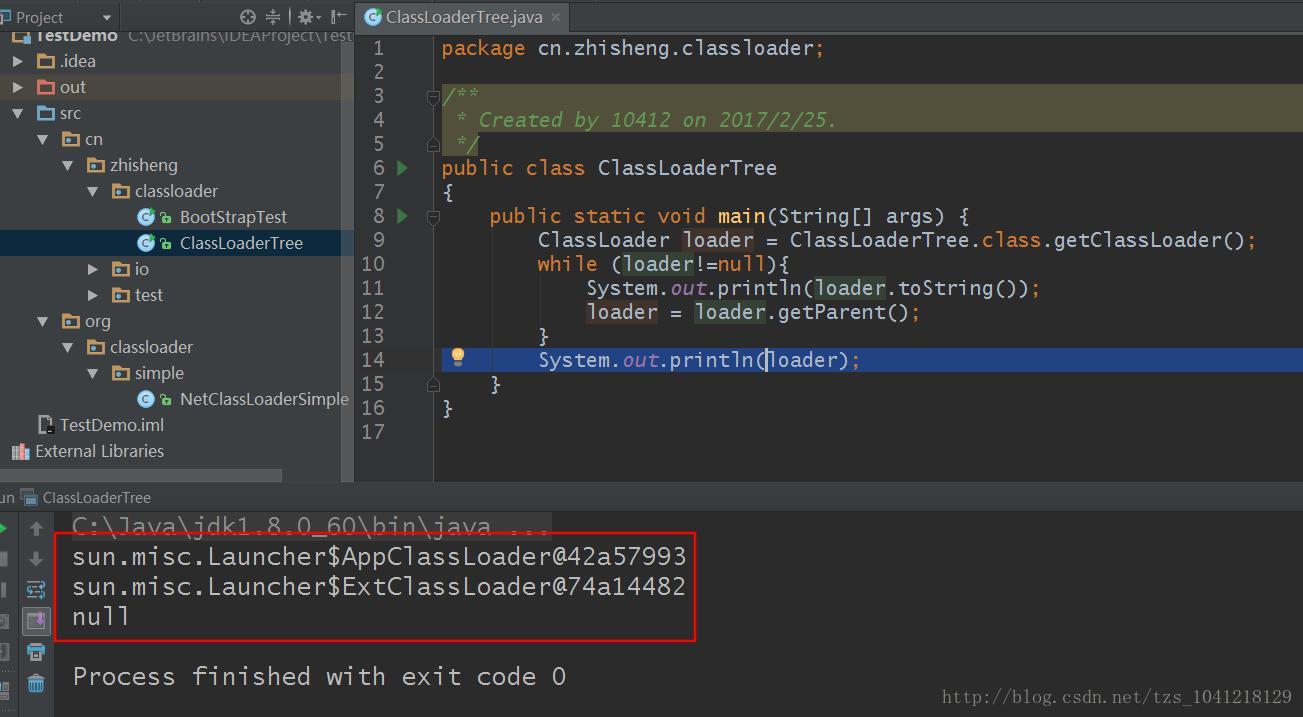 Project
ClassLoaderTree.java
TestDemo C:\JetBrains\IDEAProject\Test
.idea
out
src
cn
zhisheng
classloader
BootStrapTest
ClassLoaderTree
io
test
org
classloader
simple
NetClassLoaderSimple
TestDemo.iml
External Libraries
1 package cn.zhisheng.classloader;
2
3 /**
4 * Created by 10412 on 2017/2/25.
5 */
6 public class ClassLoaderTree
7 {
8 public static void main(String[] args) {
9 ClassLoader loader = ClassLoaderTree.class.getClassLoader();
10 while (loader!=null){
11 System.out.println(loader.toString());
12 loader = loader.getParent();
13 }
14 System.out.println(loader);
15 }
16 }
17
un ClassLoaderTree
C:\Java\jdk1.8.0_60\bin\java ...
sun.misc.Launcher$AppClassLoader@42a57993
sun.misc.Launcher$ExtClassLoader@74a14482
null
Process finished with exit code 0
http://blog.csdn.net/tzs_1041218129